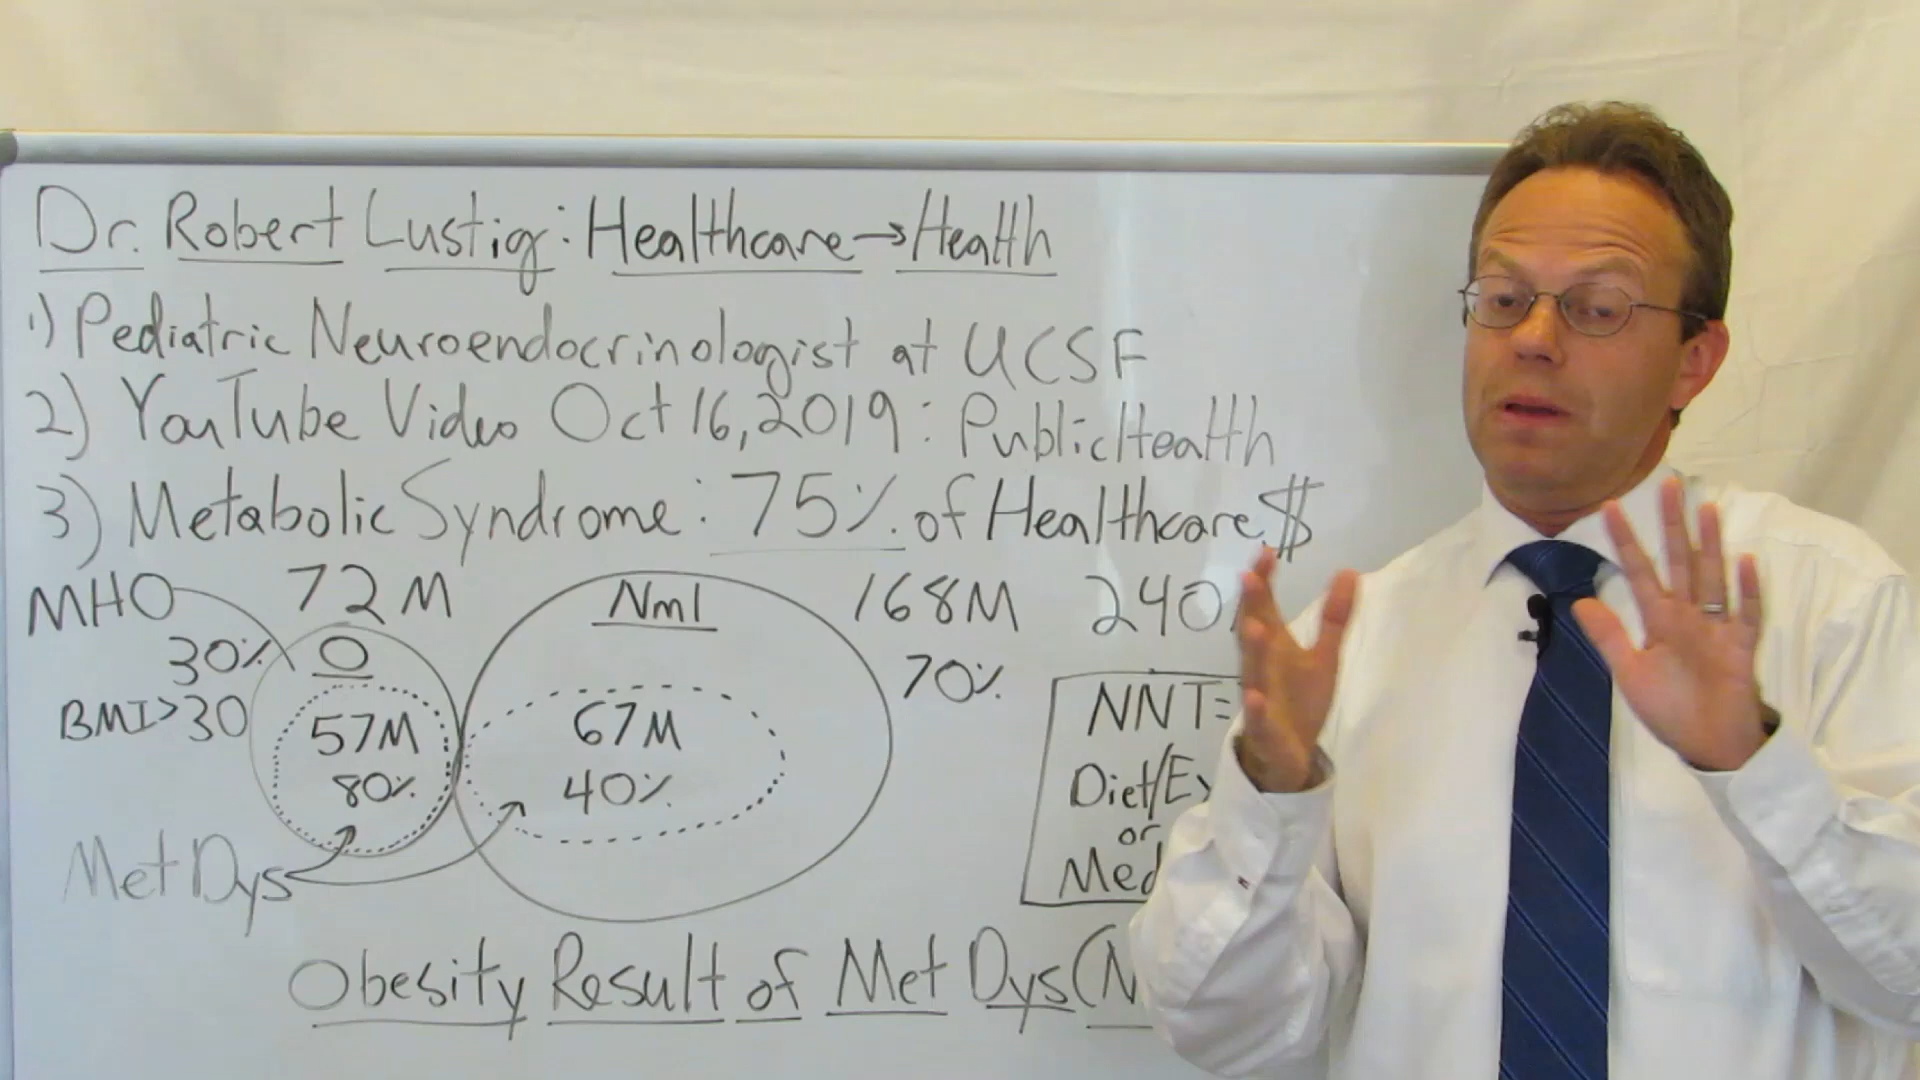 Dr. Robert Lustig: Healthcare→Health
1) Pediatric Neuroendocrinologist at UCSF
2) YouTube Video Oct 16, 2019: Public Health
3) Metabolic Syndrome: 75% of Healthcare $
MHO 72M Nml 168M 240
30% O 70%
BMI>30 57M 67M NNT=
80% 40% Diet/Ex
or
Met Dys Med
Obesity Result of Met Dys (N